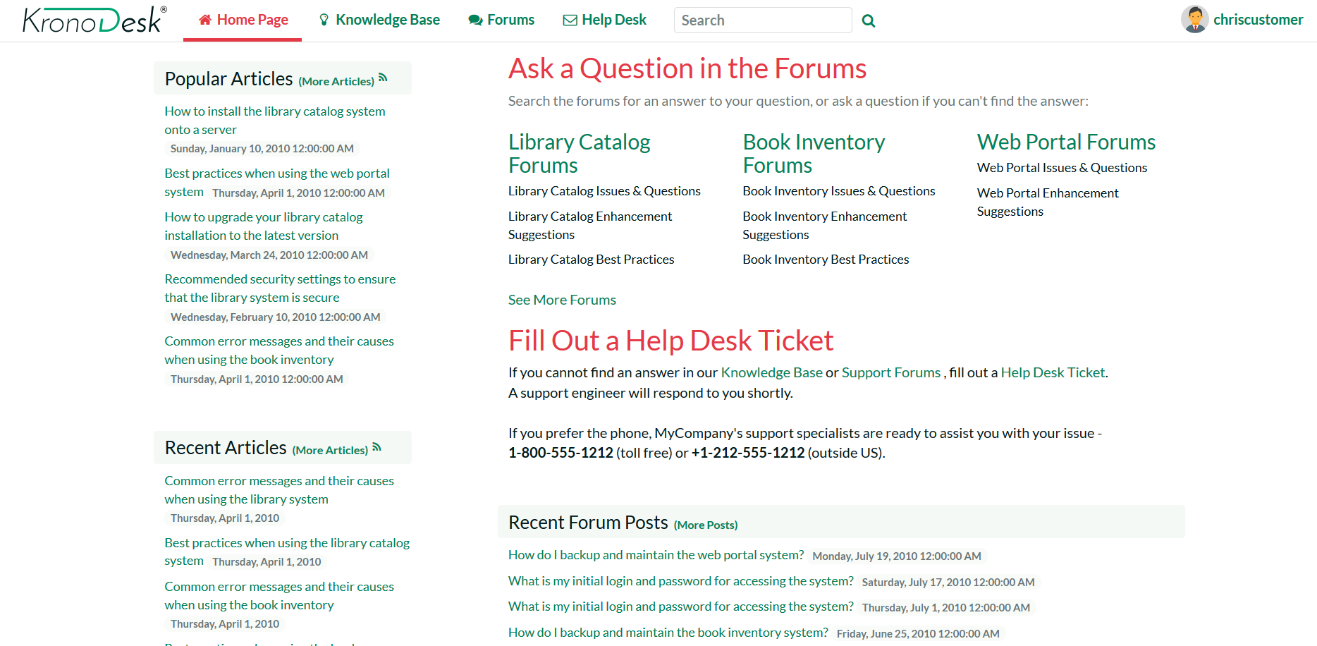 KronoDesk®
Home Page
Knowledge Base
Forums
Help Desk
Search
chriscustomer
Popular Articles (More Articles)
How to install the library catalog system
onto a server
Sunday, January 10, 2010 12:00:00 AM
Best practices when using the web portal
system Thursday, April 1, 2010 12:00:00 AM
How to upgrade your library catalog
installation to the latest version
Wednesday, March 24, 2010 12:00:00 AM
Recommended security settings to ensure
that the library system is secure
Wednesday, February 10, 2010 12:00:00 AM
Common error messages and their causes
when using the book inventory
Thursday, April 1, 2010 12:00:00 AM
Recent Articles (More Articles)
Common error messages and their causes
when using the library system
Thursday, April 1, 2010
Best practices when using the library catalog
system Thursday, April 1, 2010
Common error messages and their causes
when using the book inventory
Thursday, April 1, 2010
Ask a Question in the Forums
Search the forums for an answer to your question, or ask a question if you can't find the answer:
Library Catalog
Forums
Library Catalog Issues & Questions
Library Catalog Enhancement
Suggestions
Library Catalog Best Practices
Book Inventory
Forums
Book Inventory Issues & Questions
Book Inventory Enhancement
Suggestions
Book Inventory Best Practices
Web Portal Forums
Web Portal Issues & Questions
Web Portal Enhancement
Suggestions
See More Forums
Fill Out a Help Desk Ticket
If you cannot find an answer in our Knowledge Base or Support Forums , fill out a Help Desk Ticket.
A support engineer will respond to you shortly.
If you prefer the phone, MyCompany's support specialists are ready to assist you with your issue -
1-800-555-1212 (toll free) or +1-212-555-1212 (outside US).
Recent Forum Posts (More Posts)
How do I backup and maintain the web portal system? Monday, July 19, 2010 12:00:00 AM
What is my initial login and password for accessing the system? Saturday, July 17, 2010 12:00:00 AM
What is my initial login and password for accessing the system? Thursday, July 1, 2010 12:00:00 AM
How do I backup and maintain the book inventory system? Friday, June 25, 2010 12:00:00 AM